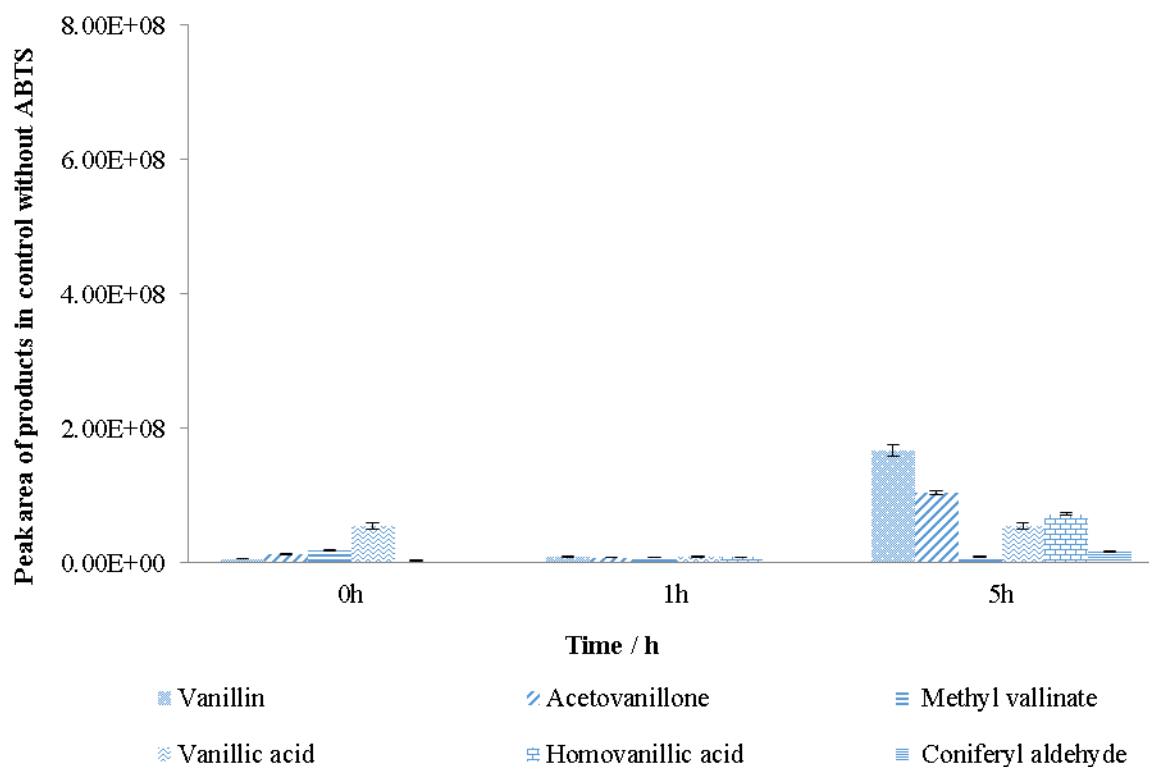 Peak area of products in control without ABTS
8.00E+08
6.00E+08
4.00E+08
2.00E+08
0.00E+00
0h 1h 5h
Time / h
Vanillin Acetovanillone Methyl vallinate
Vanillic acid Homovanillic acid Coniferyl aldehyde